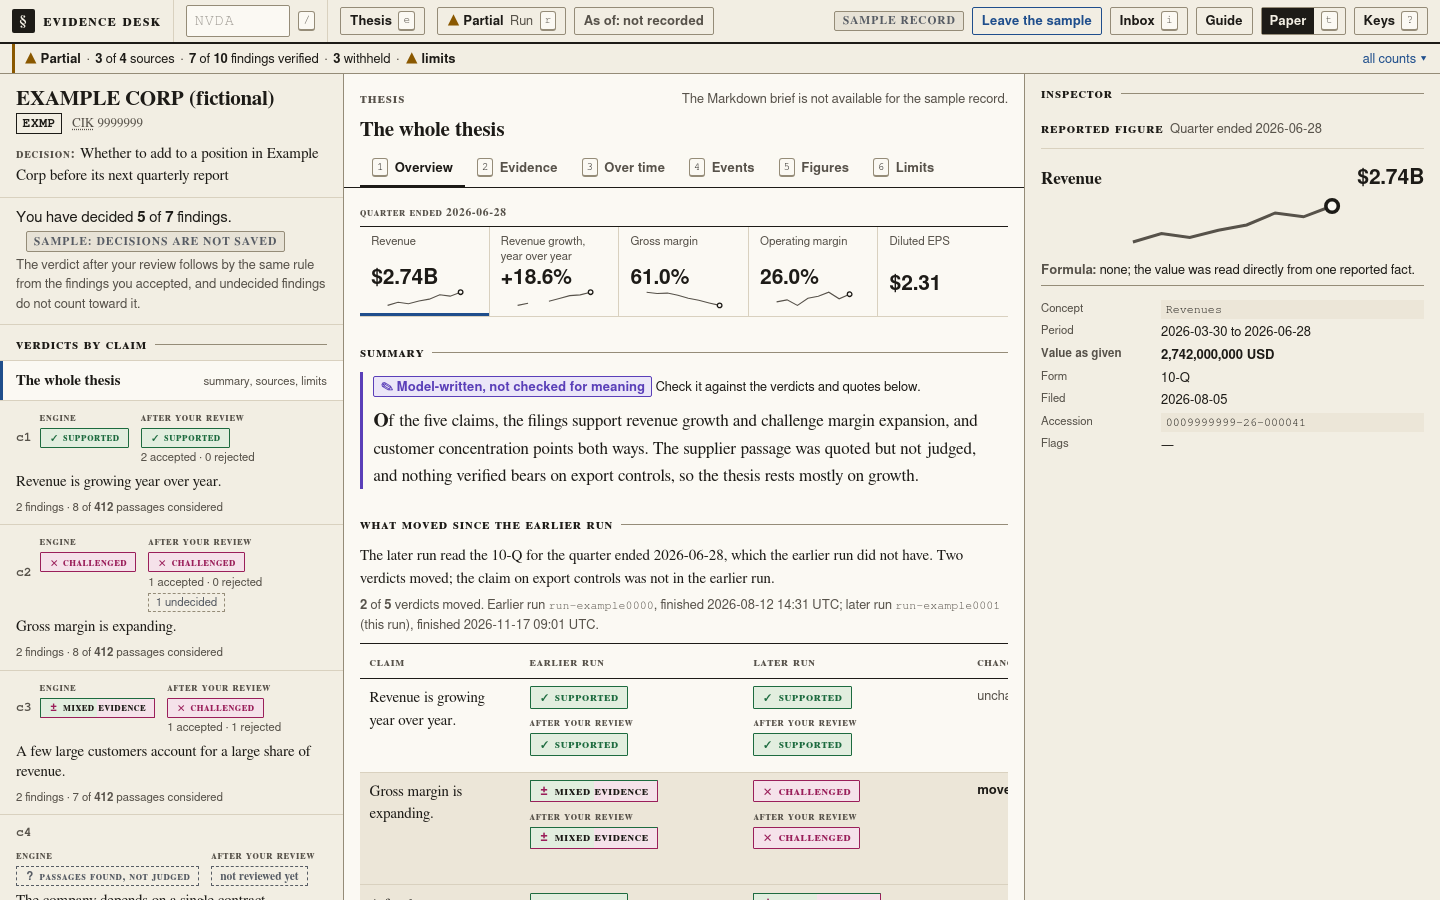 § EVIDENCE DESK NVDA / Thesis e Partial Run r As of: not recorded SAMPLE RECORD Leave the sample Inbox i Guide Paper t Keys ?
Partial · 3 of 4 sources · 7 of 10 findings verified · 3 withheld · limits all counts
EXAMPLE CORP (fictional)
EXMP CIK 9999999
DECISION: Whether to add to a position in Example
Corp before its next quarterly report
You have decided 5 of 7 findings.
SAMPLE: DECISIONS ARE NOT SAVED
The verdict after your review follows by the same rule
from the findings you accepted, and undecided findings
do not count toward it.
VERDICTS BY CLAIM
The whole thesis summary, sources, limits
ENGINE AFTER YOUR REVIEW
c1 ✓ SUPPORTED ✓ SUPPORTED
2 accepted · 0 rejected
Revenue is growing year over year.
2 findings · 8 of 412 passages considered
ENGINE AFTER YOUR REVIEW
c2 × CHALLENGED × CHALLENGED
1 accepted · 0 rejected
1 undecided
Gross margin is expanding.
2 findings · 8 of 412 passages considered
ENGINE AFTER YOUR REVIEW
c3 ± MIXED EVIDENCE × CHALLENGED
1 accepted · 1 rejected
A few large customers account for a large share of
revenue.
2 findings · 7 of 412 passages considered
c4
ENGINE AFTER YOUR REVIEW
? PASSAGES FOUND, NOT JUDGED not reviewed yet
The company depends on a single contract
THESIS The Markdown brief is not available for the sample record.
The whole thesis
1 Overview 2 Evidence 3 Over time 4 Events 5 Figures 6 Limits
QUARTER ENDED 2026-06-28
Revenue Revenue growth, year over year Gross margin Operating margin Diluted EPS
$2.74B +18.6% 61.0% 26.0% $2.31
SUMMARY
✎ Model-written, not checked for meaning Check it against the verdicts and quotes below.
Of the five claims, the filings support revenue growth and challenge margin expansion, and
customer concentration points both ways. The supplier passage was quoted but not judged,
and nothing verified bears on export controls, so the thesis rests mostly on growth.
WHAT MOVED SINCE THE EARLIER RUN
The later run read the 10-Q for the quarter ended 2026-06-28, which the earlier run did not have. Two
verdicts moved; the claim on export controls was not in the earlier run.
2 of 5 verdicts moved. Earlier run run-example0000, finished 2026-08-12 14:31 UTC; later run run-example0001
(this run), finished 2026-11-17 09:01 UTC.
CLAIM EARLIER RUN LATER RUN
Revenue is growing year over year. ✓ SUPPORTED ✓ SUPPORTED
AFTER YOUR REVIEW AFTER YOUR REVIEW
✓ SUPPORTED ✓ SUPPORTED
Gross margin is expanding. ± MIXED EVIDENCE × CHALLENGED
AFTER YOUR REVIEW AFTER YOUR REVIEW
± MIXED EVIDENCE × CHALLENGED
INSPECTOR
REPORTED FIGURE Quarter ended 2026-06-28
Revenue $2.74B
Formula: none; the value was read directly from one reported fact.
Concept Revenues
Period 2026-03-30 to 2026-06-28
Value as given 2,742,000,000 USD
Form 10-Q
Filed 2026-08-05
Accession 0009999999-26-000041
Flags —